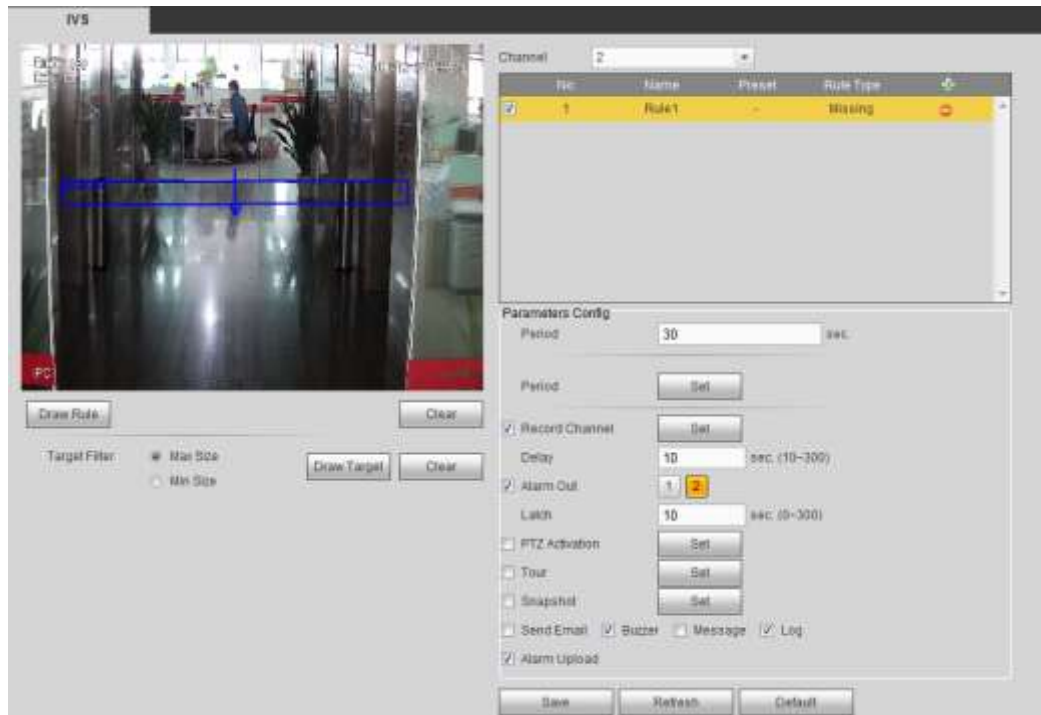 IVS
Channel 2
No. Name Preset Rule Type
1 Rule1 - Missing
Parameters Config
Period 30 sec.
Period Set
IPC
Draw Rule Clear
Record Channel Set
Target Filter Max Size Draw Target Clear
Min Size
Delay 10 sec. (10~300)
Alarm Out 1 2
Latch 10 sec. (0~300)
PTZ Activation Set
Tour Set
Snapshot Set
Send Email Buzzer Message Log
Alarm Upload
Save Refresh Default